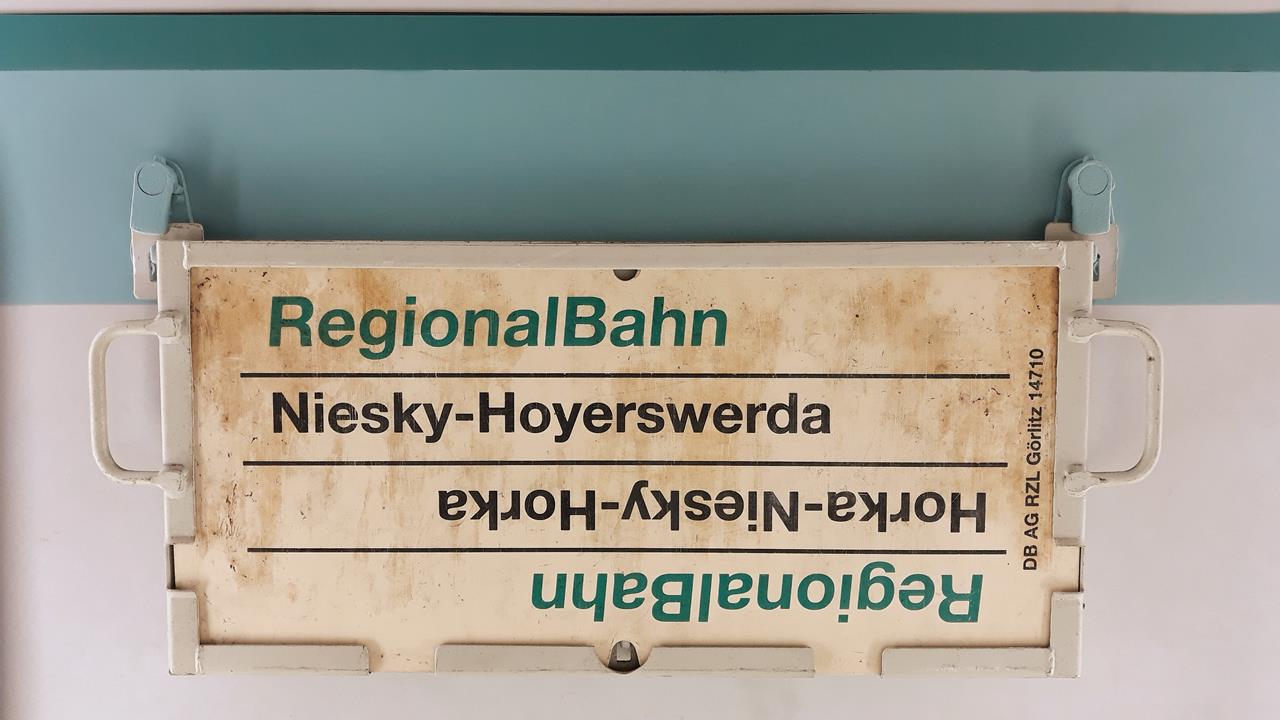 RegionalBahn
Niesky-Hoyerswerda
Horka-Niesky-Horka
RegionalBahn
DB AG RZL Görlitz 14710